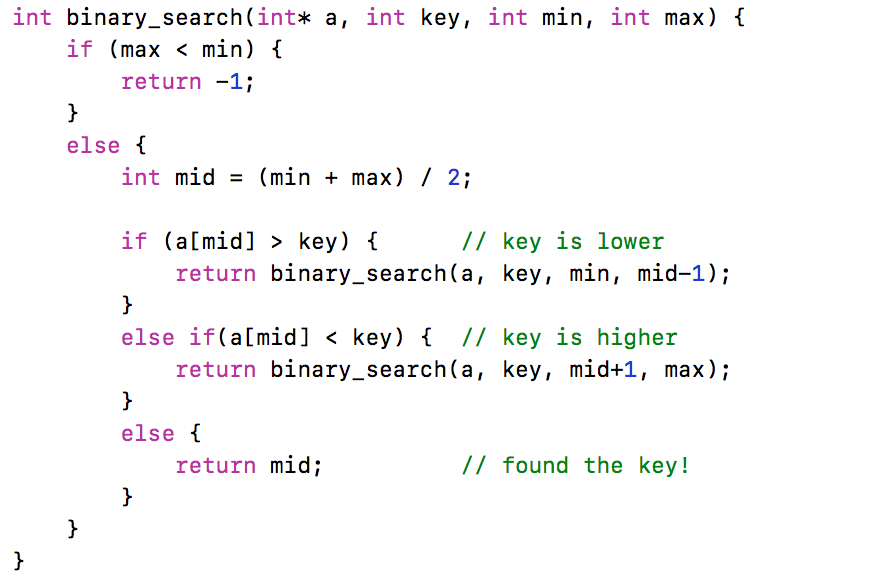 int binary_search(int* a, int key, int min, int max) {
    if (max < min) {
        return -1;
    }
    else {
        int mid = (min + max) / 2;

        if (a[mid] > key) {      // key is lower
            return binary_search(a, key, min, mid-1);
        }
        else if(a[mid] < key) {  // key is higher
            return binary_search(a, key, mid+1, max);
        }
        else {
            return mid;          // found the key!
        }
    }
}